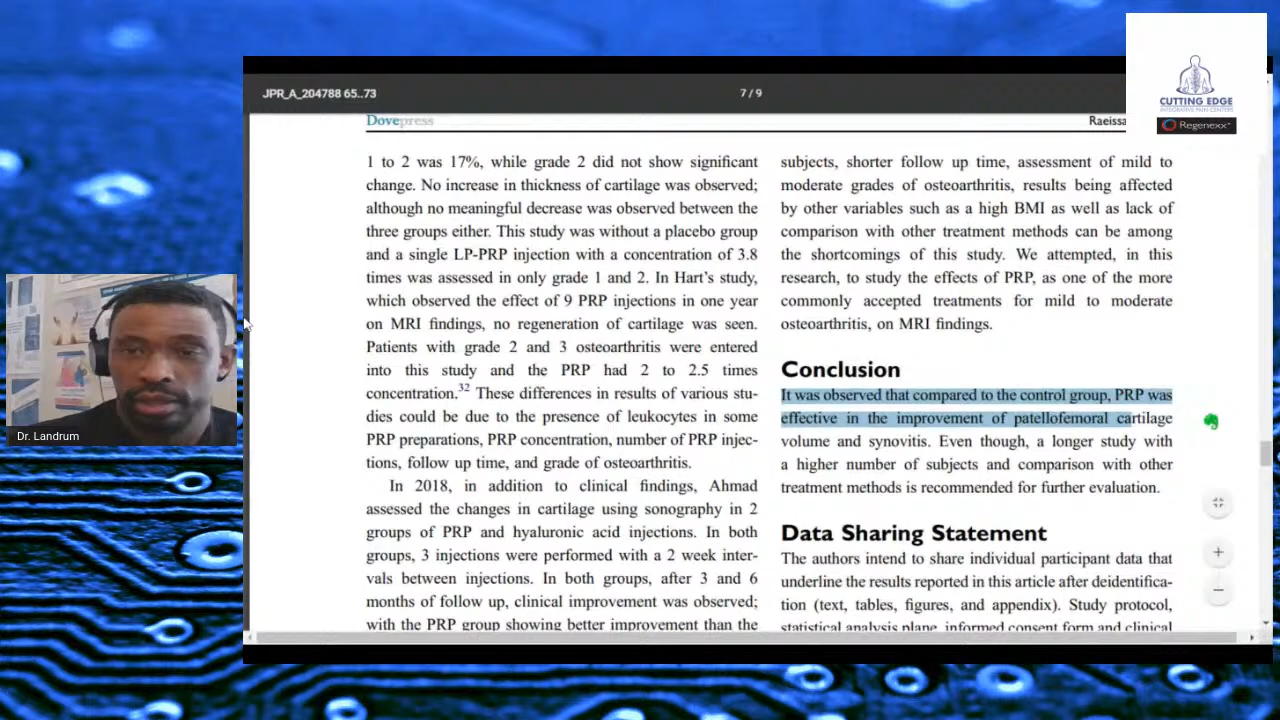 JPR_A_204788 65..73
7 / 9
CUTTING EDGE
INTEGRATIVE PAIN CENTERS
Regenexx
Dovepress
Raeissa
1 to 2 was 17%, while grade 2 did not show significant
change. No increase in thickness of cartilage was observed;
although no meaningful decrease was observed between the
three groups either. This study was without a placebo group
and a single LP-PRP injection with a concentration of 3.8
times was assessed in only grade 1 and 2. In Hart's study,
which observed the effect of 9 PRP injections in one year
on MRI findings, no regeneration of cartilage was seen.
Patients with grade 2 and 3 osteoarthritis were entered
into this study and the PRP had 2 to 2.5 times
concentration.32 These differences in results of various stu-
dies could be due to the presence of leukocytes in some
PRP preparations, PRP concentration, number of PRP injec-
tions, follow up time, and grade of osteoarthritis.
In 2018, in addition to clinical findings, Ahmad
assessed the changes in cartilage using sonography in 2
groups of PRP and hyaluronic acid injections. In both
groups, 3 injections were performed with a 2 week inter-
vals between injections. In both groups, after 3 and 6
months of follow up, clinical improvement was observed;
with the PRP group showing better improvement than the
subjects, shorter follow up time, assessment of mild to
moderate grades of osteoarthritis, results being affected
by other variables such as a high BMI as well as lack of
comparison with other treatment methods can be among
the shortcomings of this study. We attempted, in this
research, to study the effects of PRP, as one of the more
commonly accepted treatments for mild to moderate
osteoarthritis, on MRI findings.
Conclusion
It was observed that compared to the control group, PRP was
effective in the improvement of patellofemoral cartilage
volume and synovitis. Even though, a longer study with
a higher number of subjects and comparison with other
treatment methods is recommended for further evaluation.
Data Sharing Statement
The authors intend to share individual participant data that
underline the results reported in this article after deidentifica-
tion (text, tables, figures, and appendix). Study protocol,
statistical analysis plane, informed consent form and clinical
Dr. Landrum